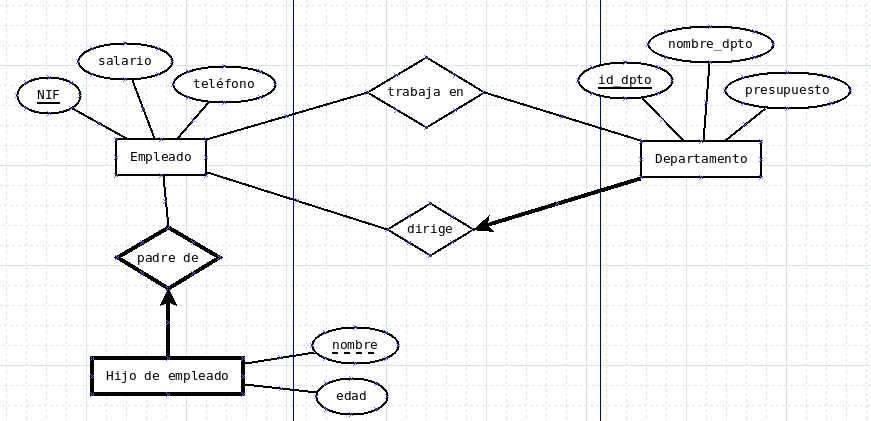 nombre_dpto
salario
id_dpto
teléfono
NIF
trabaja en
presupuesto
Empleado
Departamento
dirige
padre de
nombre
Hijo de empleado
edad